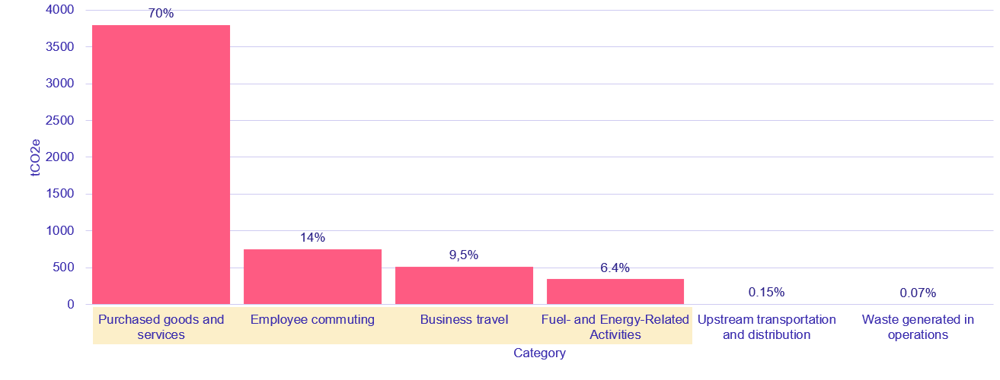 4000
3500
3000
2500
2000
1500
1000
500
0
tCO2e
70%
14%
9,5%
6.4%
0.15%
0.07%
Purchased goods and
services
Employee commuting
Business travel
Fuel- and Energy-Related
Activities
Upstream transportation
and distribution
Waste generated in
operations
Category